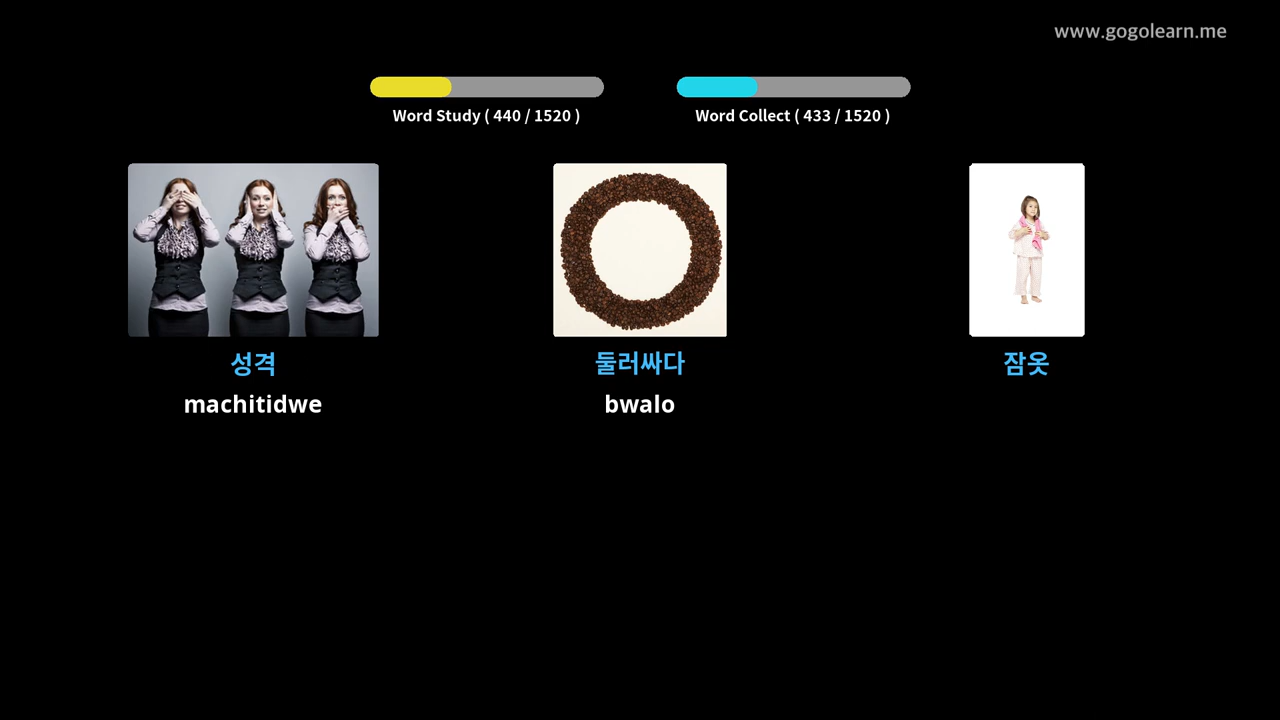 www.gogolearn.me
Word Study ( 440 / 1520 )
Word Collect ( 433 / 1520 )
성격
둘러싸다
잠옷
machitidwe
bwalo